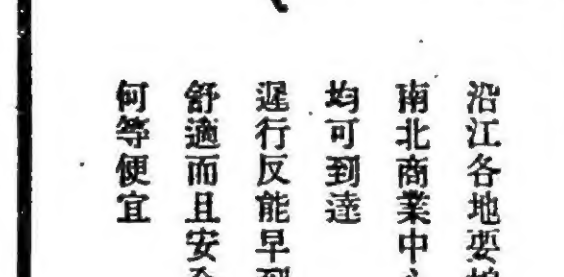 沿江各地要
南北商業中
均可到達
遲行反能早到
舒適而且安全
何等便宜